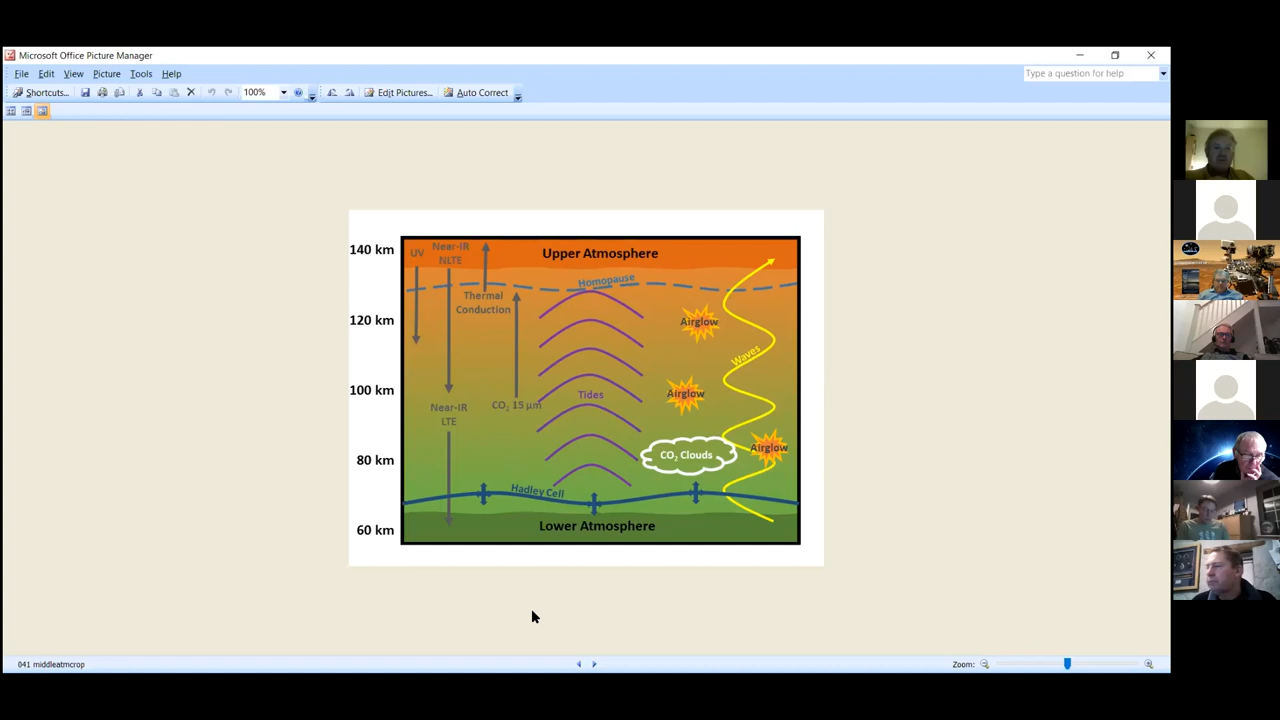 Microsoft Office Picture Manager
File Edit View Picture Tools Help
Type a question for help
Shortcuts... 100% Edit Pictures... Auto Correct
140 km
UV
Near-IR
NLTE
Upper Atmosphere
Homopause
Thermal
Conduction
120 km
Airglow
Waves
100 km
Airglow
Tides
Near-IR
LTE
CO₂ 15 µm
80 km
CO₂ Clouds
Airglow
Hadley Cell
60 km
Lower Atmosphere
041 middleatmcrop
Zoom: